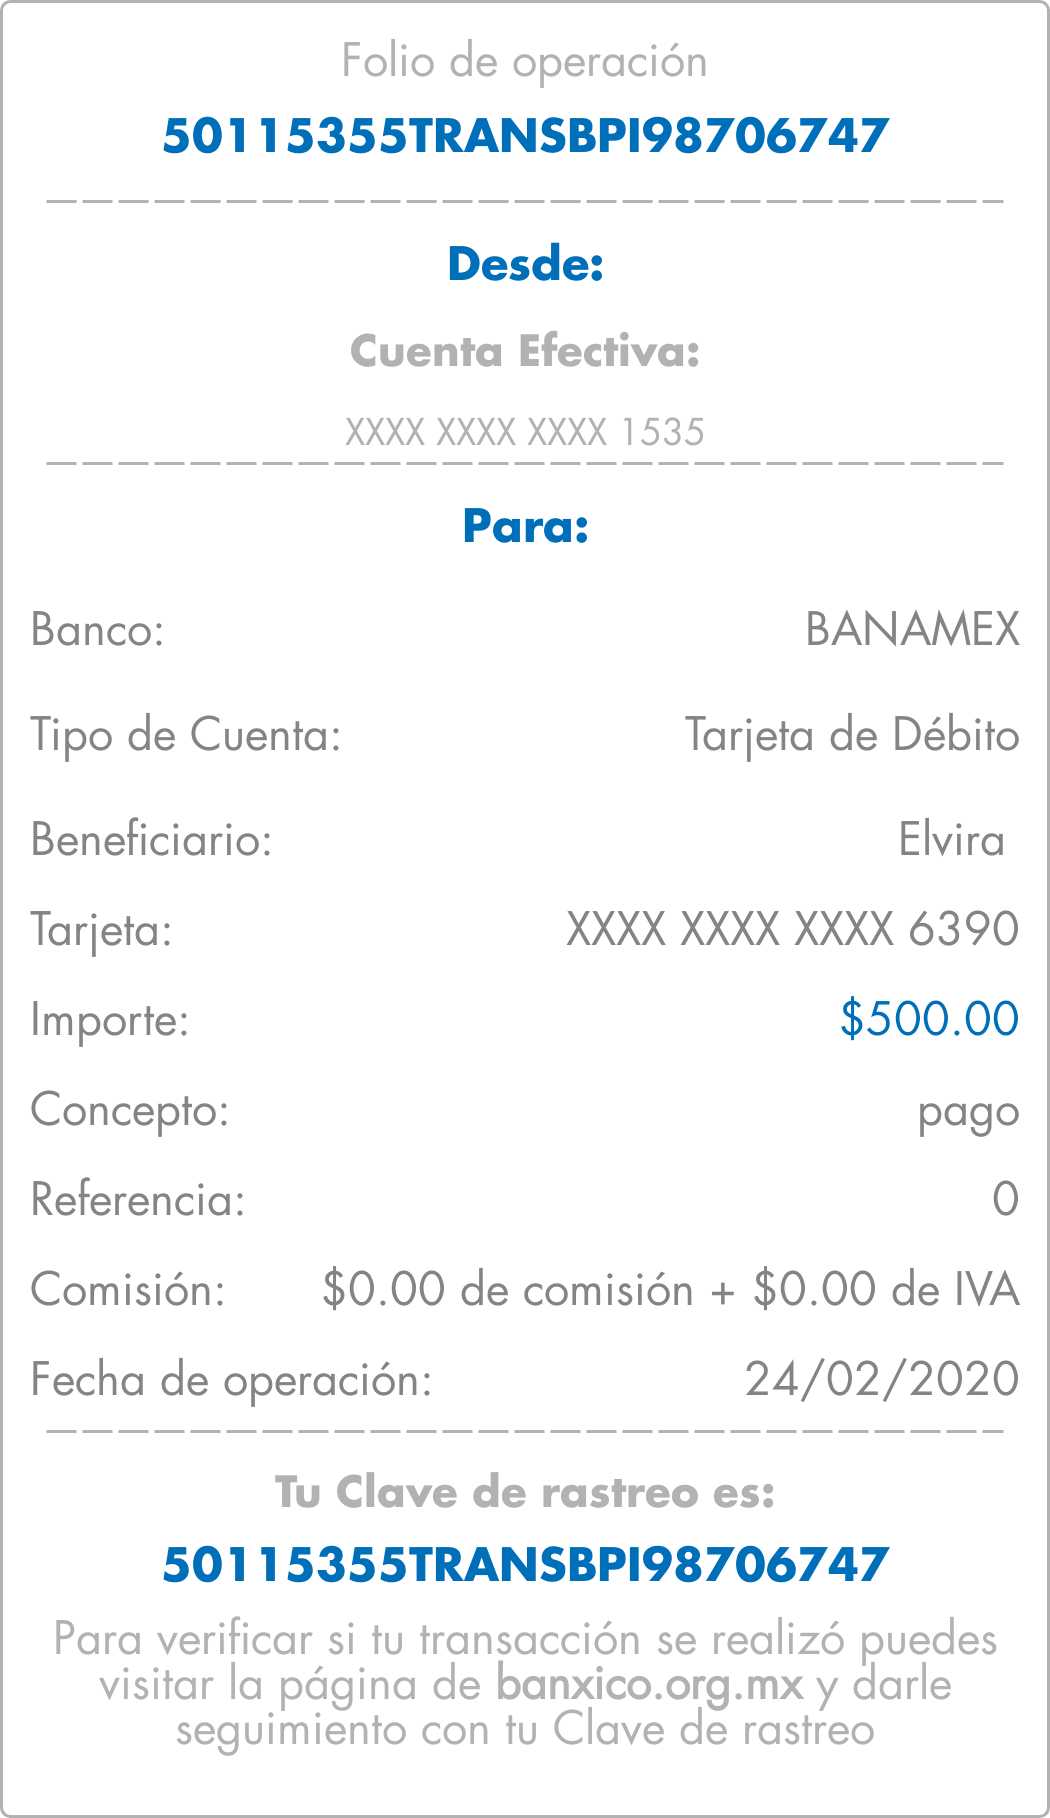 Folio de operación
50115355TRANSBPI98706747
Desde:
Cuenta Efectiva:
XXXX XXXX XXXX 1535
Para:
Banco: BANAMEX
Tipo de Cuenta: Tarjeta de Débito
Beneficiario: Elvira
Tarjeta: XXXX XXXX XXXX 6390
Importe: $500.00
Concepto: pago
Referencia: 0
Comisión: $0.00 de comisión + $0.00 de IVA
Fecha de operación: 24/02/2020
Tu Clave de rastreo es:
50115355TRANSBPI98706747
Para verificar si tu transacción se realizó puedes
visitar la página de banxico.org.mx y darle
seguimiento con tu Clave de rastreo